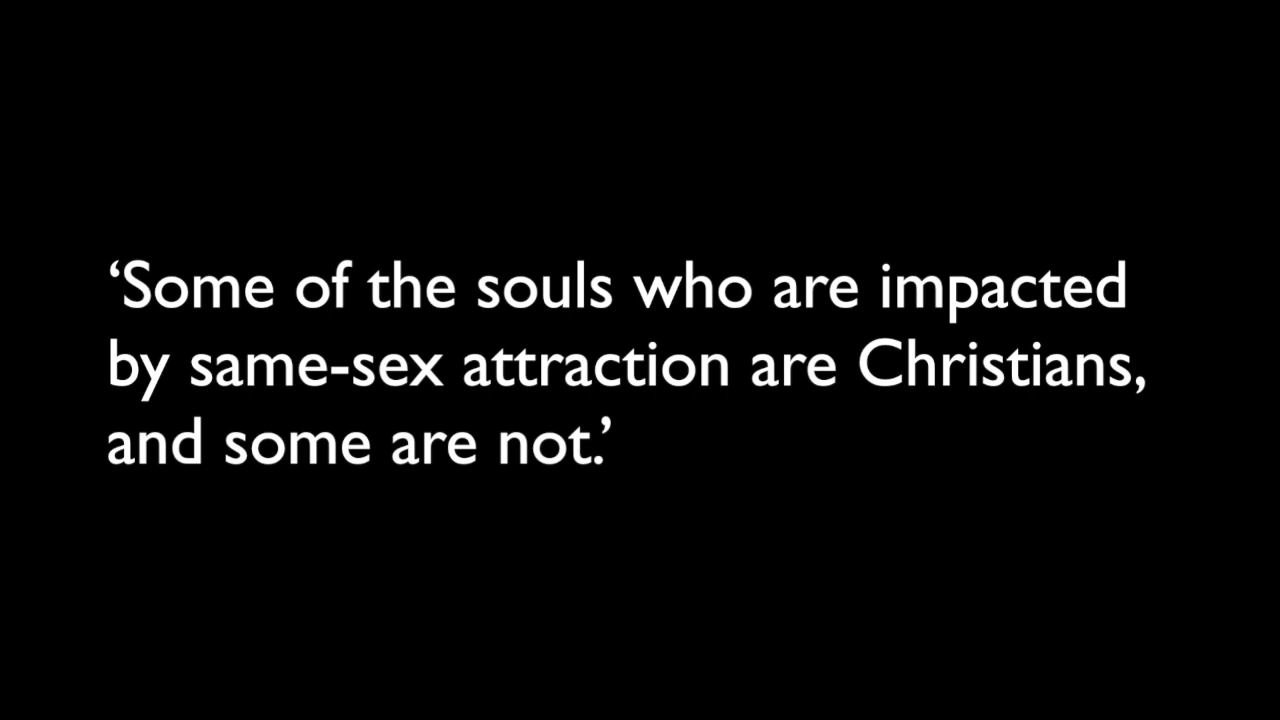 ‘Some of the souls who are impacted
by same-sex attraction are Christians,
and some are not.’